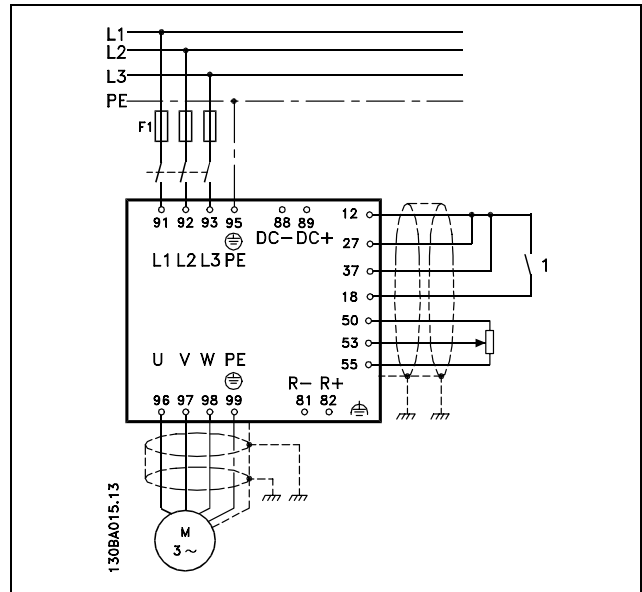 L1
L2
L3
PE
F1
91 92 93 95 88 89
DC- DC+
L1 L2 L3 PE
12
27
37
18
1
50
53
55
U V W PE
R- R+
96 97 98 99 81 82
M
3 ~
130BA015.13